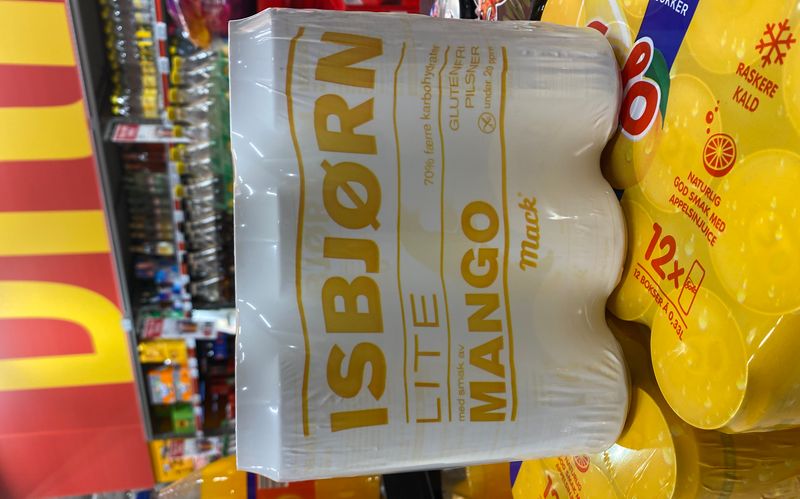 ISBJØRN
LITE
med smak av
MANGO
70% færre karbohydrater
GLUTENFRI
PILSNER
under 20 ppm
Mack
RASKERE
KALD
NATURLIG
GOD SMAK MED
APPELSINJUICE
12x
12 BOKSER À 0,33L
12